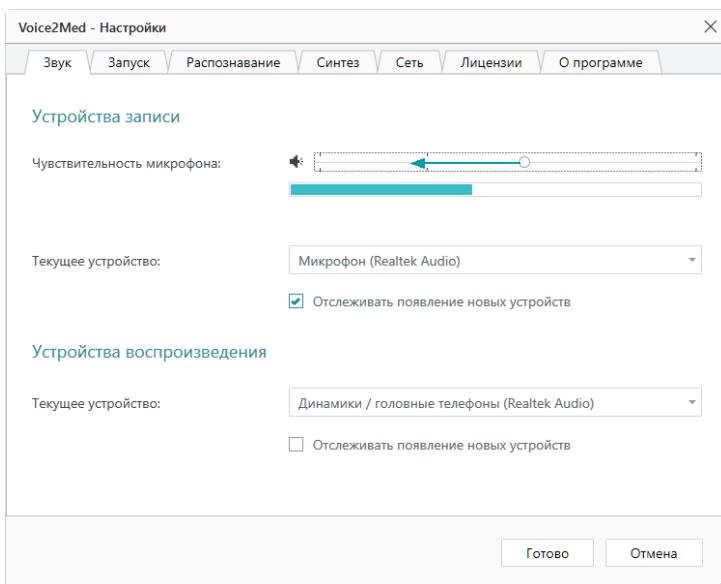 Voice2Med - Настройки
Звук Запуск Распознавание Синтез Сеть Лицензии О программе
Устройства записи
Чувствительность микрофона:
Текущее устройство: Микрофон (Realtek Audio)
Отслеживать появление новых устройств
Устройства воспроизведения
Текущее устройство: Динамики / головные телефоны (Realtek Audio)
Отслеживать появление новых устройств
Готово Отмена